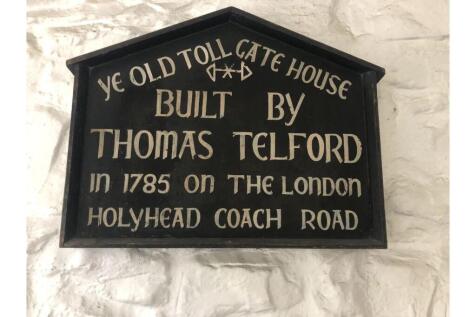 YE OLD TOLL GATE HOUSE
BUILT BY
THOMAS TELFORD
IN 1785 ON THE LONDON
HOLYHEAD COACH ROAD